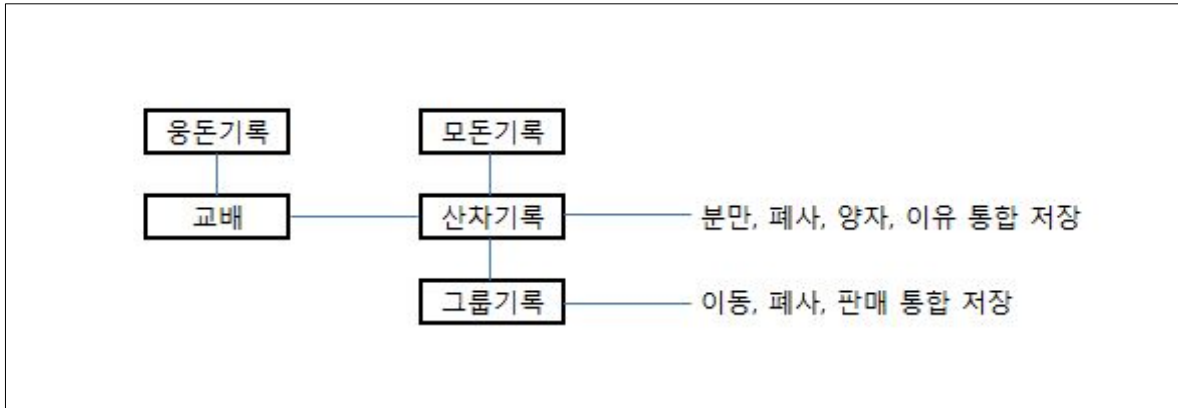 웅돈기록 모돈기록
교배 산차기록 분만, 폐사, 양자, 이유 통합 저장
그룹기록 이동, 폐사, 판매 통합 저장